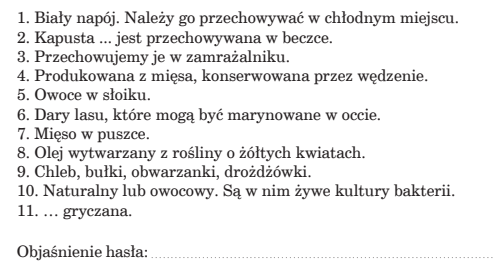 1. Biały napój. Należy go przechowywać w chłodnym miejscu.
2. Kapusta ... jest przechowywana w beczce.
3. Przechowujemy je w zamrażalniku.
4. Produkowana z mięsa, konserwowana przez wędzenie.
5. Owoce w słoiku.
6. Dary lasu, które mogą być marynowane w occie.
7. Mięso w puszce.
8. Olej wytwarzany z rośliny o żółtych kwiatach.
9. Chleb, bułki, obwarzanki, drożdżówki.
10. Naturalny lub owocowy. Są w nim żywe kultury bakterii.
11. … gryczana.
Objaśnienie hasła: ........................................................................